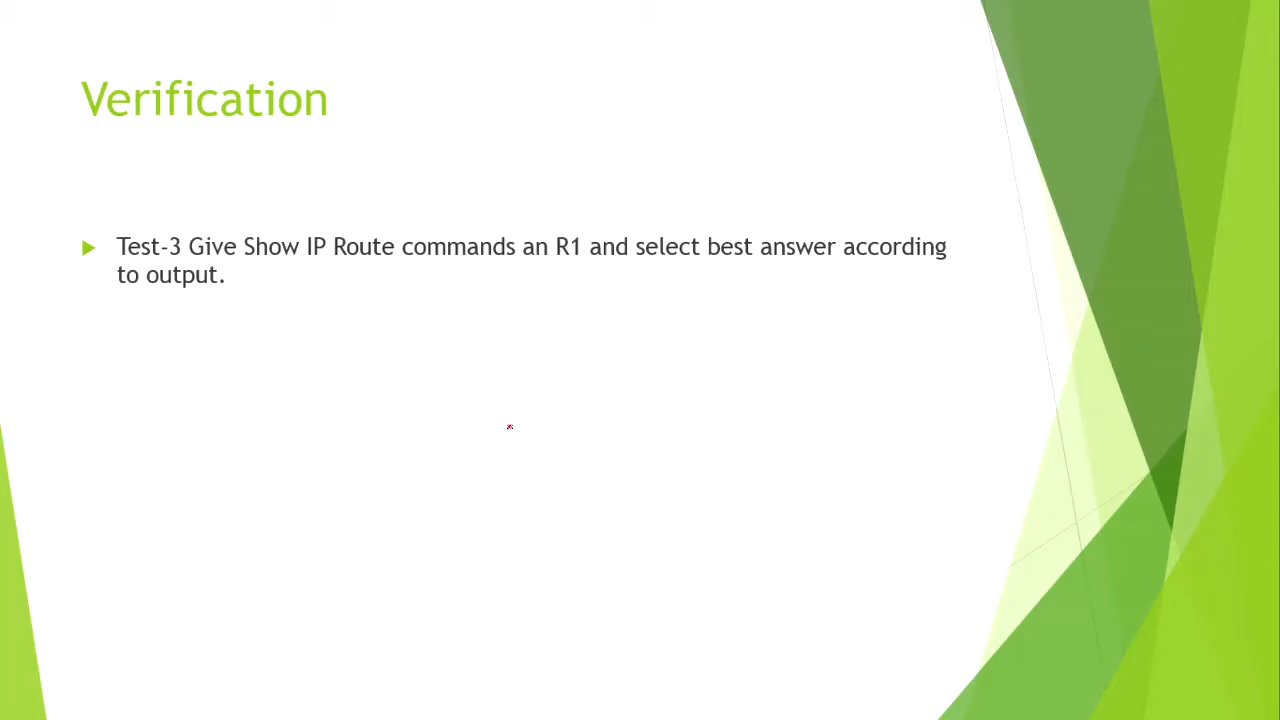 Verification
Test-3 Give Show IP Route commands an R1 and select best answer according
to output.